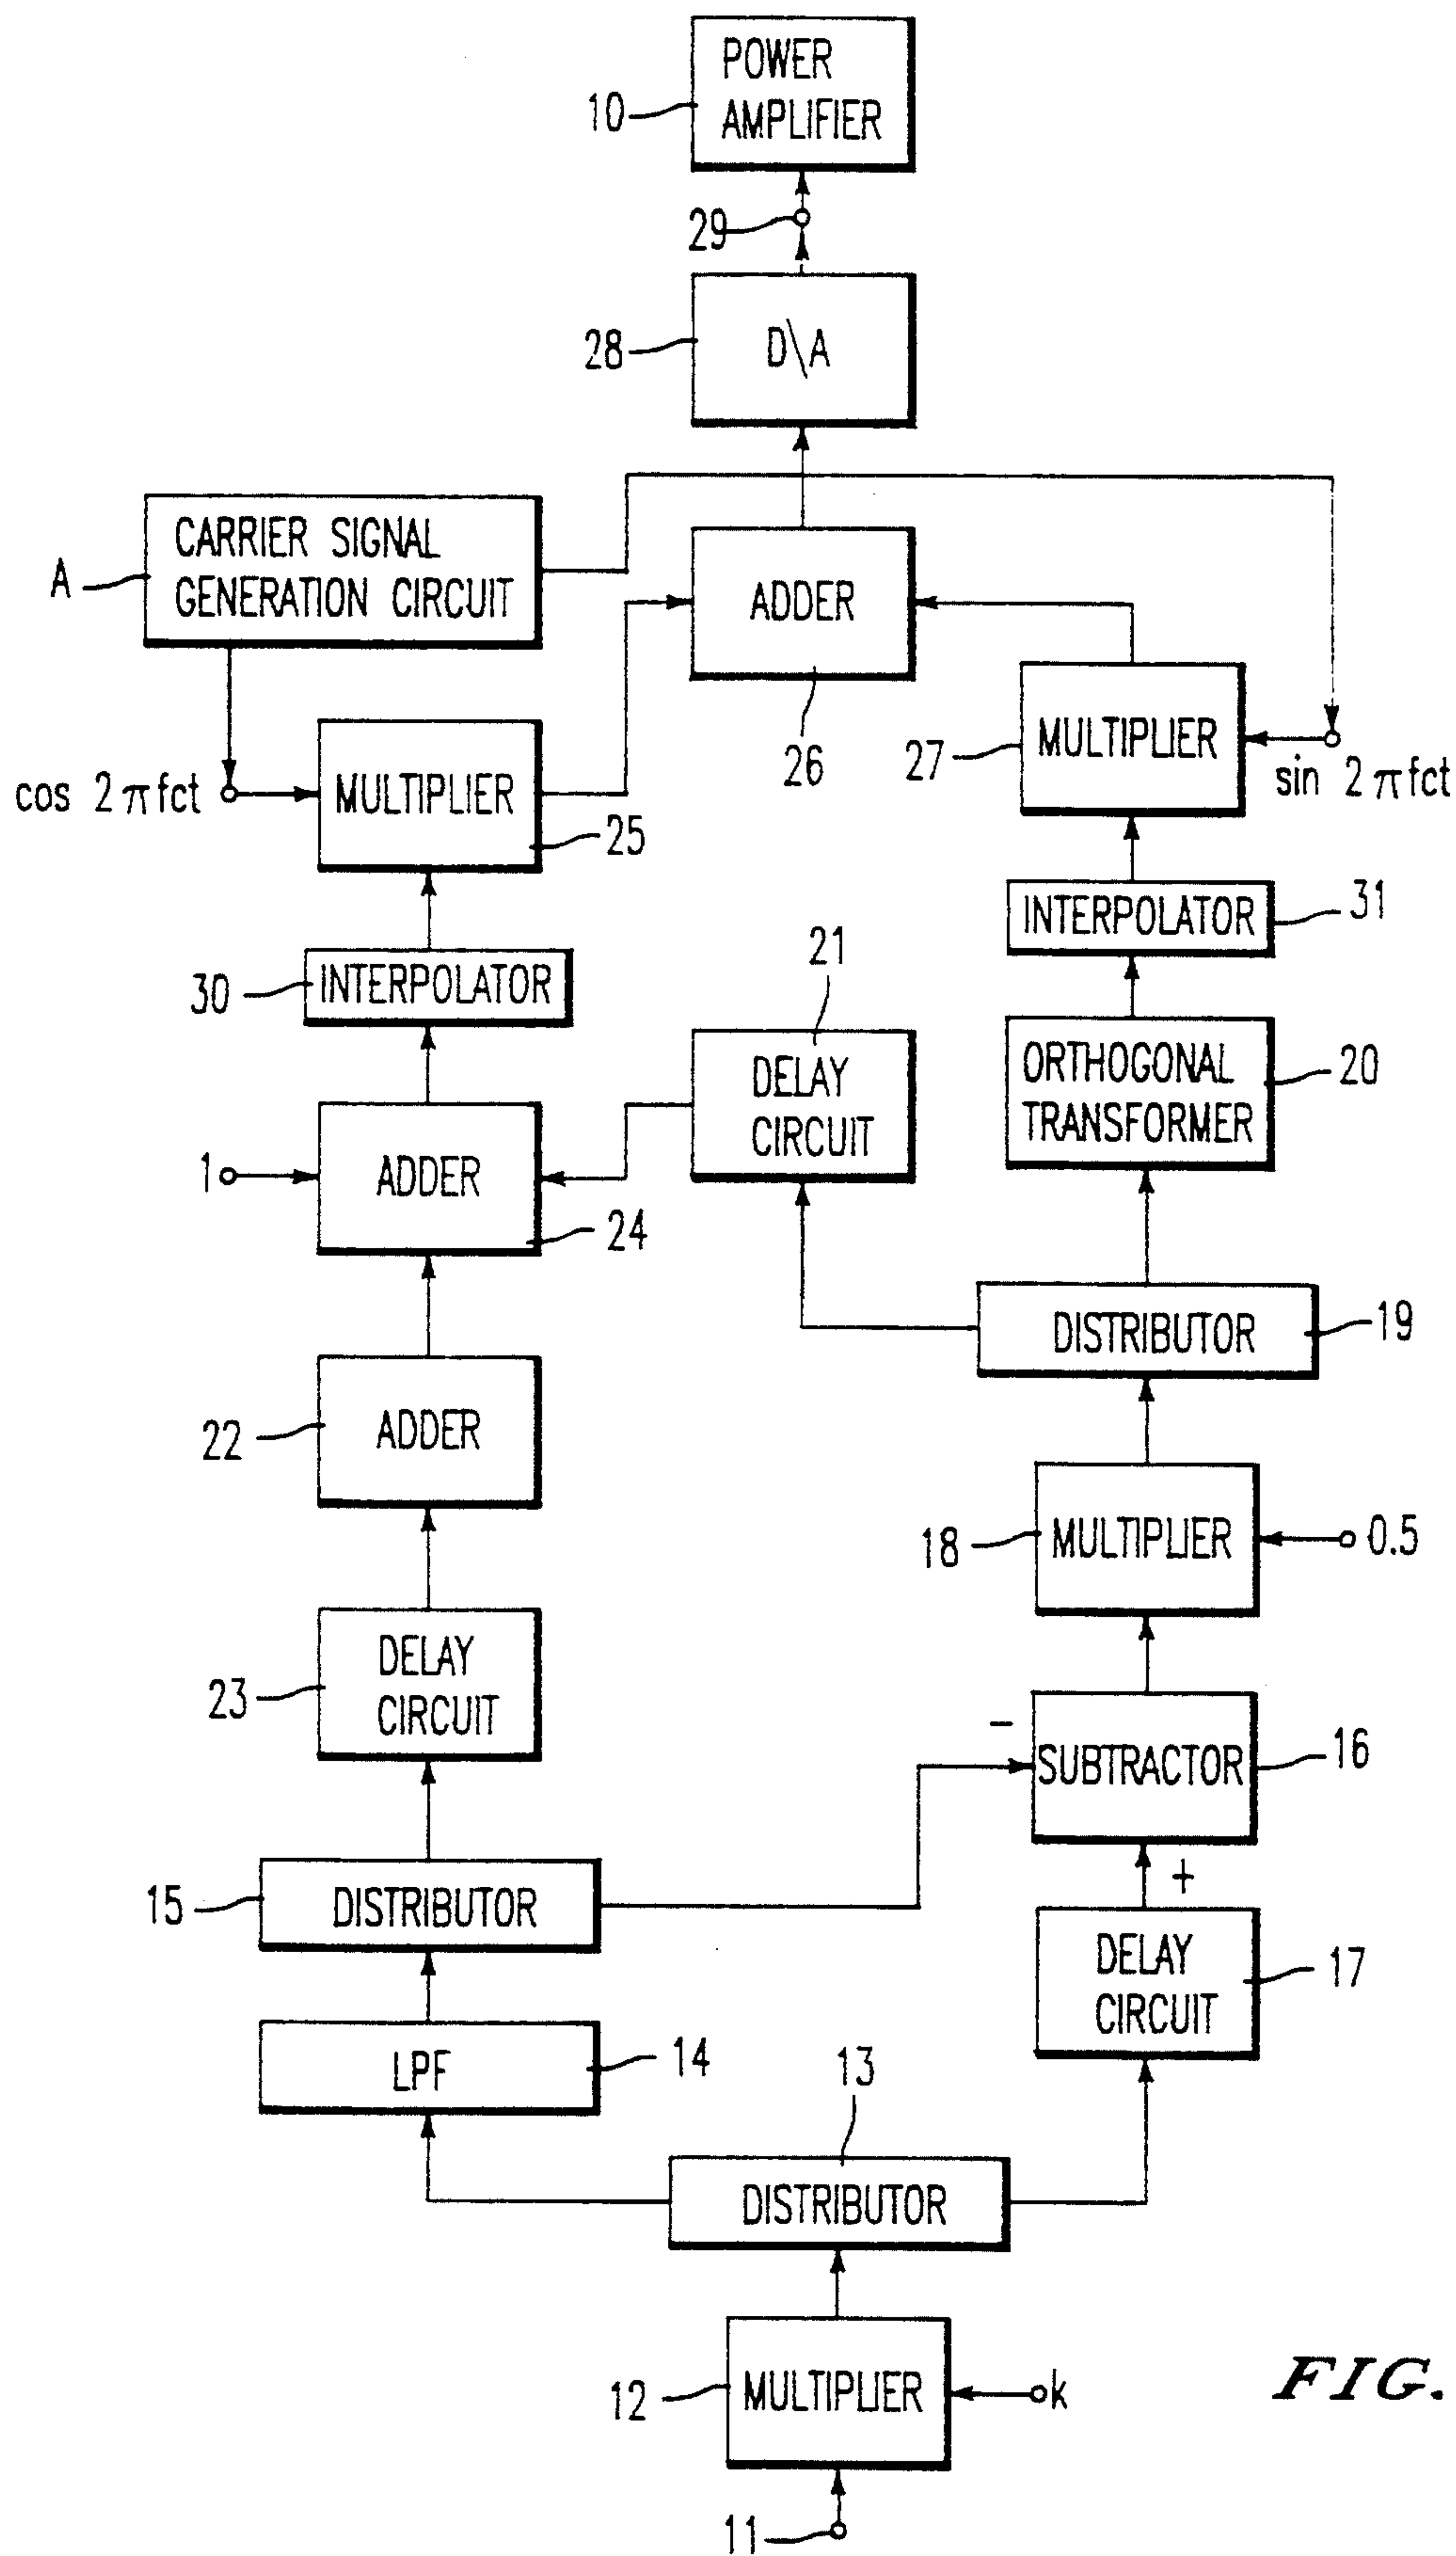 POWER
AMPLIFIER
10
29
28
D\A
CARRIER SIGNAL
GENERATION CIRCUIT
A
ADDER
26
MULTIPLIER
27
sin 2πfct
cos 2πfct
MULTIPLIER
25
INTERPOLATOR
31
21
INTERPOLATOR
30
DELAY
CIRCUIT
ORTHOGONAL
TRANSFORMER
20
1
ADDER
24
DISTRIBUTOR
19
ADDER
22
18
MULTIPLIER
0.5
DELAY
CIRCUIT
23
-
SUBTRACTOR
16
+
15
DISTRIBUTOR
DELAY
CIRCUIT
17
LPF
14
13
DISTRIBUTOR
12
MULTIPLIER
k
FIG.
11